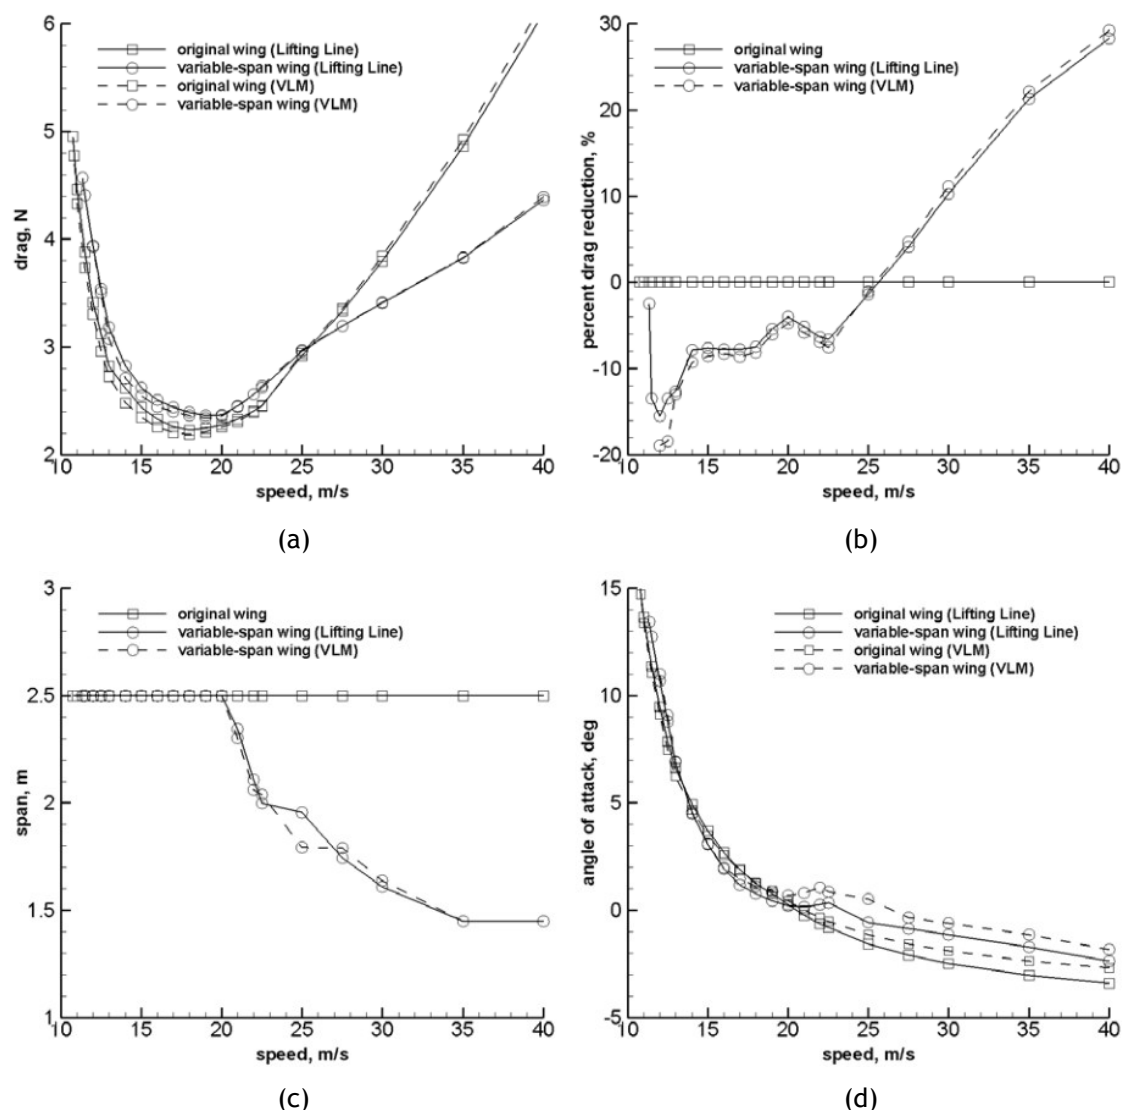 6
5
4
3
2
10 15 20 25 30 35 40
drag, N
speed, m/s
original wing (Lifting Line)
variable-span wing (Lifting Line)
original wing (VLM)
variable-span wing (VLM)
(a)
30
20
10
0
-10
-20
10 15 20 25 30 35 40
percent drag reduction, %
speed, m/s
original wing
variable-span wing (Lifting Line)
variable-span wing (VLM)
(b)
3
2.5
2
1.5
1
10 15 20 25 30 35 40
span, m
speed, m/s
original wing
variable-span wing (Lifting Line)
variable-span wing (VLM)
(c)
15
10
5
0
-5
10 15 20 25 30 35 40
angle of attack, deg
speed, m/s
original wing (Lifting Line)
variable-span wing (Lifting Line)
original wing (VLM)
variable-span wing (VLM)
(d)